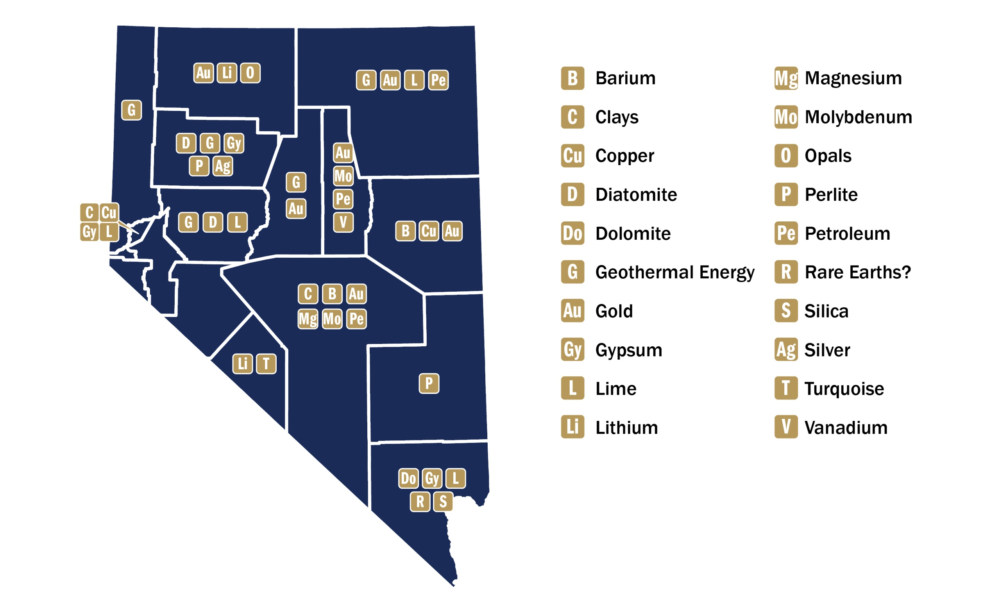 Au Li O
G Au L Pe
G
D G Gy
P Ag
Au
Mo
Pe
V
G
Au
C Cu
Gy L
G D L
B Cu Au
C B Au
Mg Mo Pe
Li T
P
Do Gy L
R S
B Barium
C Clays
Cu Copper
D Diatomite
Do Dolomite
G Geothermal Energy
Au Gold
Gy Gypsum
L Lime
Li Lithium
Mg Magnesium
Mo Molybdenum
O Opals
P Perlite
Pe Petroleum
R Rare Earths?
S Silica
Ag Silver
T Turquoise
V Vanadium